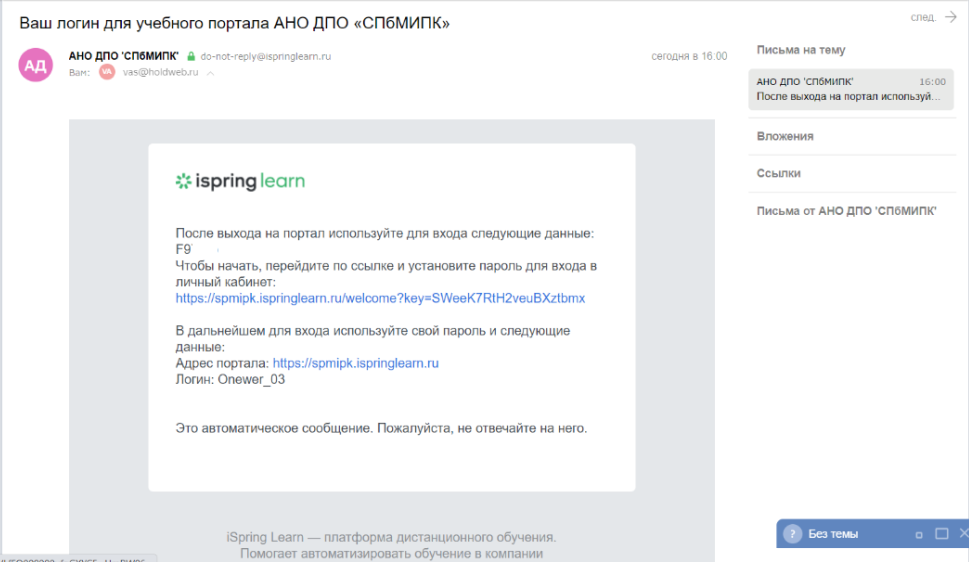 Ваш логин для учебного портала АНО ДПО «СПбМИПК»
след.
АД
АНО ДПО 'СПбМИПК' do-not-reply@ispringlearn.ru
сегодня в 16:00
Вам: VA vas@holdweb.ru
ispring learn
После выхода на портал используйте для входа следующие данные:
F9
Чтобы начать, перейдите по ссылке и установите пароль для входа в
личный кабинет:
https://spmipk.ispringlearn.ru/welcome?key=SWeeK7RtH2veuBXztbmx
В дальнейшем для входа используйте свой пароль и следующие
данные:
Адрес портала: https://spmipk.ispringlearn.ru
Логин: Onewer_03
Это автоматическое сообщение. Пожалуйста, не отвечайте на него.
iSpring Learn — платформа дистанционного обучения.
Помогает автоматизировать обучение в компании
Письма на тему
АНО ДПО 'СПбМИПК' 16:00
После выхода на портал используй...
Вложения
Ссылки
Письма от АНО ДПО 'СПбМИПК'
? Без темы